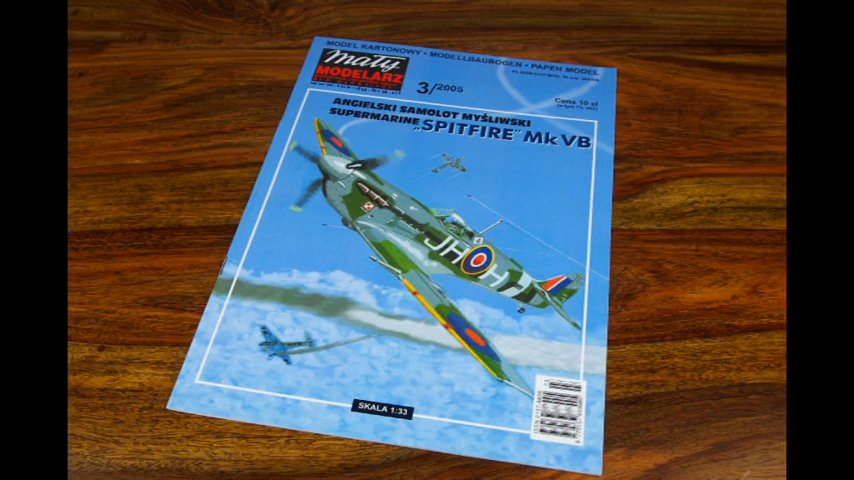 MODEL KARTONOWY • MODELLBAUBOGEN • PAPER MODEL
Mały
MODELARZ
3/2005
Cena 10 zł
ANGIELSKI SAMOLOT MYŚLIWSKI
SUPERMARINE „SPITFIRE” Mk VB
JH H
SKALA 1:33